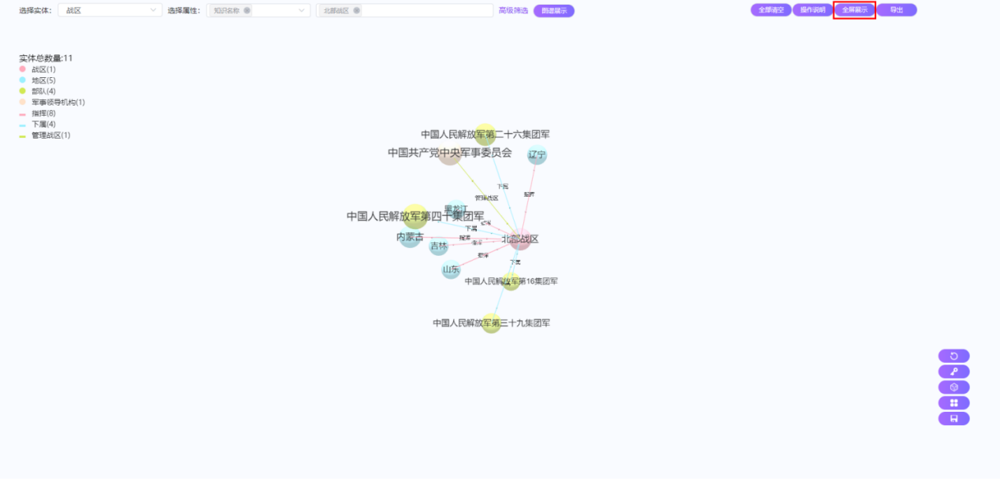 选择实体： 战区 选择属性： 知识名称 北部战区 高级筛选 图谱展示 全部清空 操作说明 全屏展示 导出
实体总数量:11
战区(1)
地区(5)
部队(4)
军事领导机构(1)
指挥(8)
下属(4)
管理战区(1)
中国人民解放军第二十六集团军
中国共产党中央军事委员会
辽宁
下属
指挥
管理战区
黑龙江
中国人民解放军第四十集团军
指挥
下属
内蒙古
指挥
北部战区
吉林
指挥
指挥
下属
山东
中国人民解放军第16集团军
中国人民解放军第三十九集团军